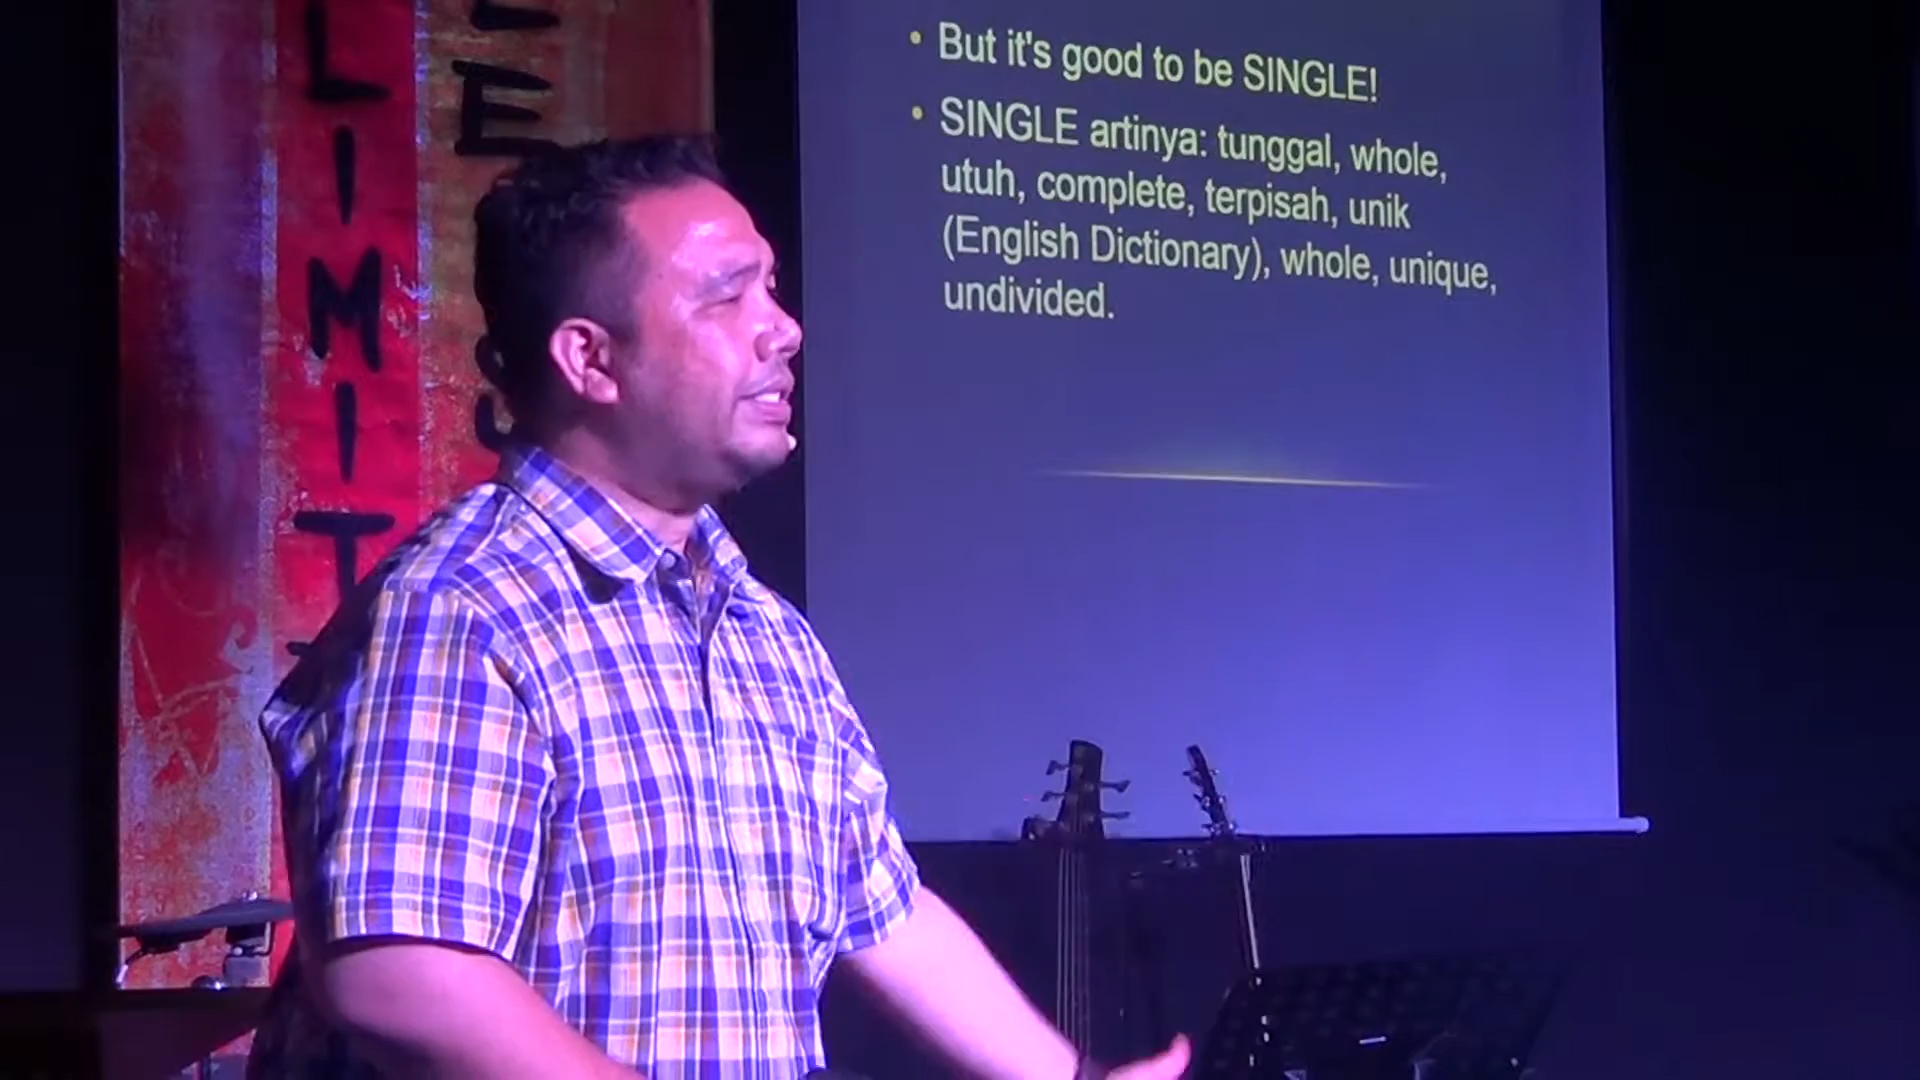 LIMIT
E
• But it's good to be SINGLE!
• SINGLE artinya: tunggal, whole,
utuh, complete, terpisah, unik
(English Dictionary), whole, unique,
undivided.